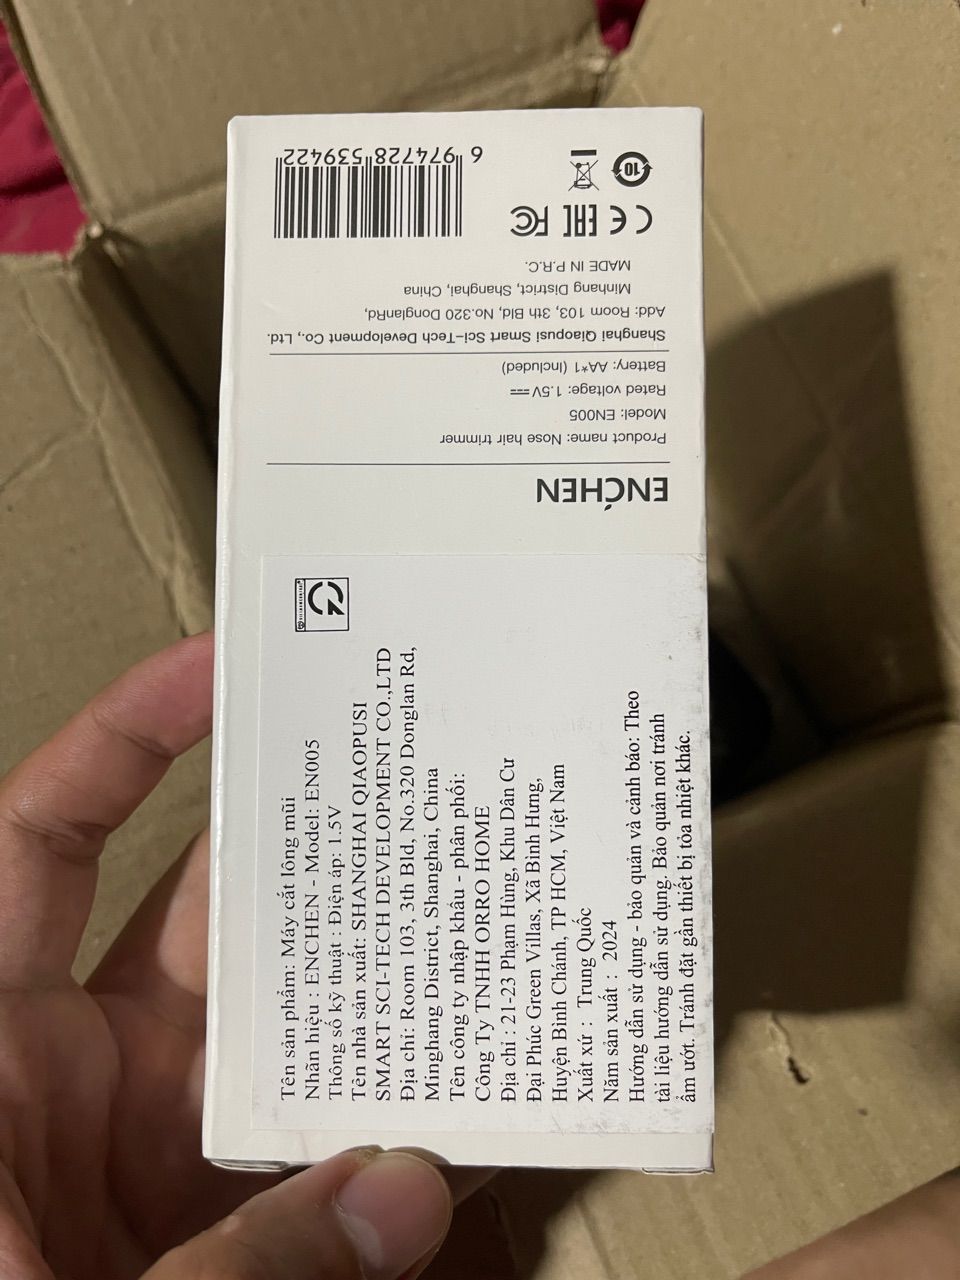 ENCHEN
Product name: Nose hair trimmer
Model: EN005
Rated voltage: 1.5V
Battery: AA*1 (Included)
Shanghai Qiaopusi Smart Sci-Tech Development Co., Ltd.
Add: Room 103, 3th Bld, No.320 DonglanRd,
Minhang District, Shanghai, China
MADE IN P.R.C.
CE EAC FC
10
6 974728 539422
Tên sản phẩm: Máy cắt lông mũi
Nhãn hiệu : ENCHEN - Model: EN005
Thông số kỹ thuật : Điện áp: 1.5V
Tên nhà sản xuất: SHANGHAI QIAOPUSI
SMART SCI-TECH DEVELOPMENT CO.,LTD
Địa chỉ: Room 103, 3th Bld, No.320 Donglan Rd,
Minghang District, Shanghai, China
Tên công ty nhập khẩu - phân phối:
Công Ty TNHH ORRO HOME
Địa chỉ : 21-23 Phạm Hùng, Khu Dân Cư
Đại Phúc Green Villas, Xã Bình Hưng,
Huyện Bình Chánh, TP HCM, Việt Nam
Xuất xứ : Trung Quốc
Năm sản xuất : 2024
Hướng dẫn sử dụng - bảo quản và cảnh báo: Theo
tài liệu hướng dẫn sử dụng. Bảo quản nơi tránh
ẩm ướt. Tránh đặt gần thiết bị tỏa nhiệt khác.